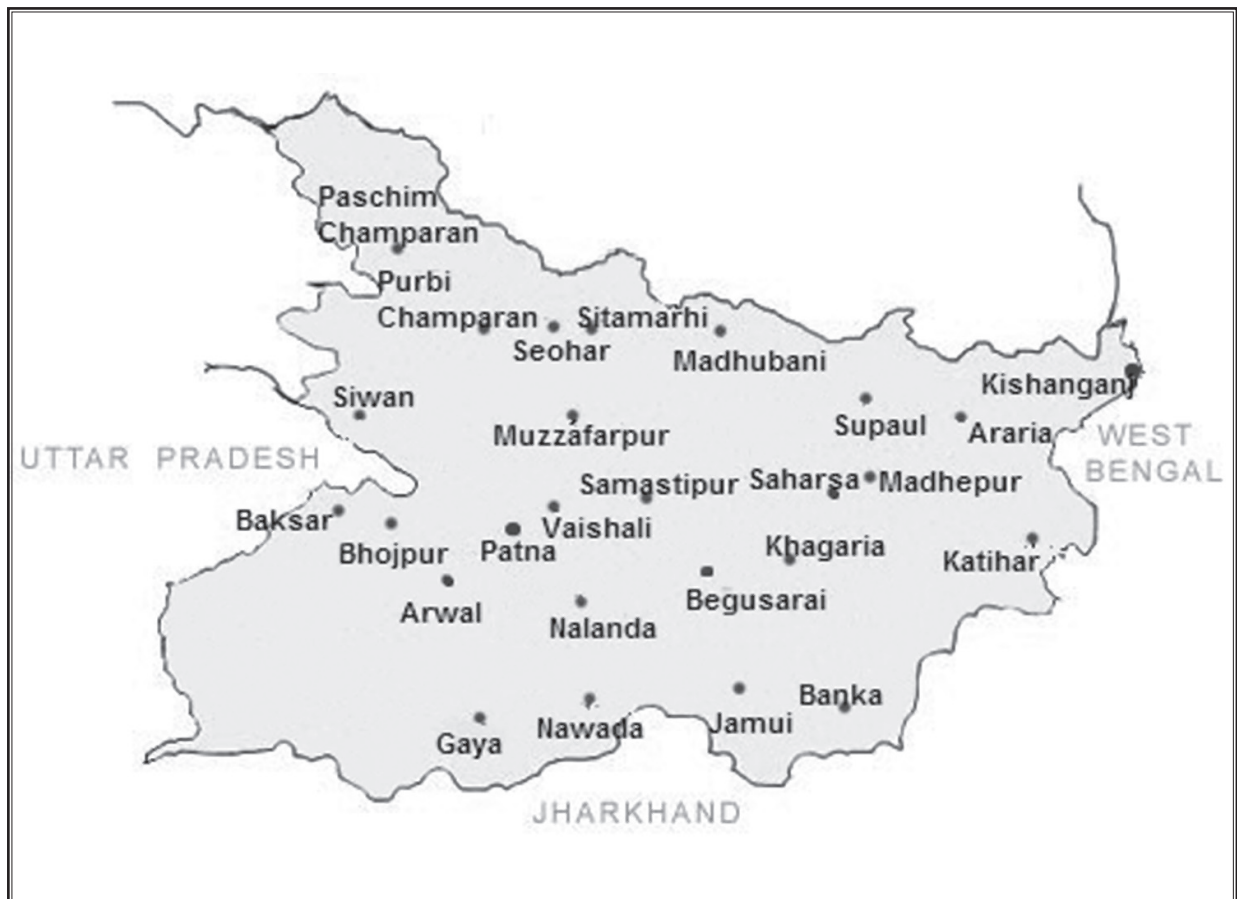 Paschim
Champaran
Purbi
Champaran
Sitamarhi
Seohar
Madhubani
Kishanganj
Siwan
Supaul
Araria
Muzzafarpur
WEST
BENGAL
UTTAR PRADESH
Samastipur
Saharsa
Madhepur
Baksar
Vaishali
Bhojpur
Patna
Khagaria
Katihar
Arwal
Begusarai
Nalanda
Banka
Nawada
Jamui
Gaya
JHARKHAND